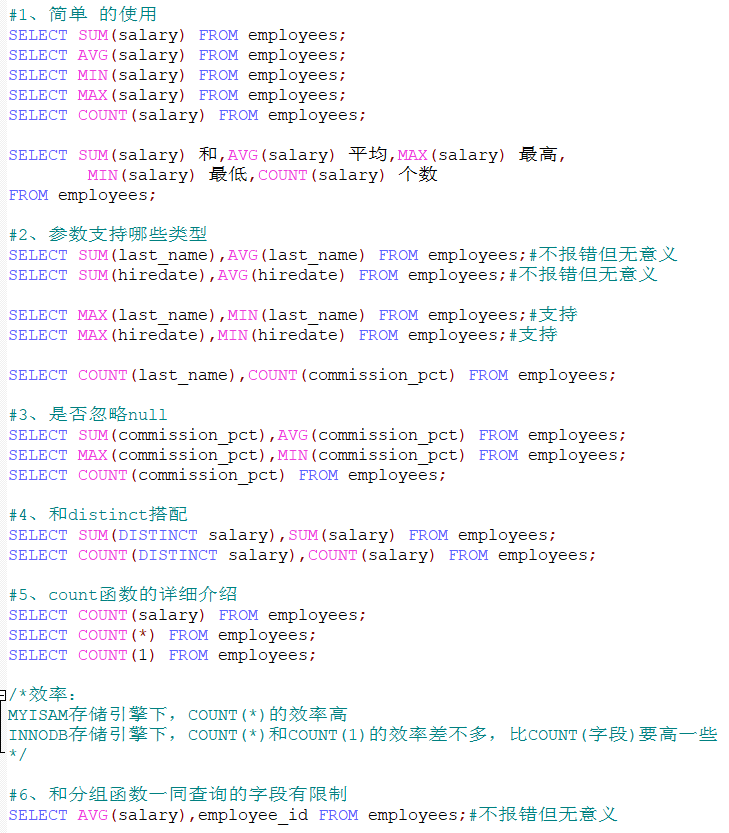 #1、简单 的使用
SELECT SUM(salary) FROM employees;
SELECT AVG(salary) FROM employees;
SELECT MIN(salary) FROM employees;
SELECT MAX(salary) FROM employees;
SELECT COUNT(salary) FROM employees;
SELECT SUM(salary) 和,AVG(salary) 平均,MAX(salary) 最高,
MIN(salary) 最低,COUNT(salary) 个数
FROM employees;
#2、参数支持哪些类型
SELECT SUM(last_name),AVG(last_name) FROM employees;#不报错但无意义
SELECT SUM(hiredate),AVG(hiredate) FROM employees;#不报错但无意义
SELECT MAX(last_name),MIN(last_name) FROM employees;#支持
SELECT MAX(hiredate),MIN(hiredate) FROM employees;#支持
SELECT COUNT(last_name),COUNT(commission_pct) FROM employees;
#3、是否忽略null
SELECT SUM(commission_pct),AVG(commission_pct) FROM employees;
SELECT MAX(commission_pct),MIN(commission_pct) FROM employees;
SELECT COUNT(commission_pct) FROM employees;
#4、和distinct搭配
SELECT SUM(DISTINCT salary),SUM(salary) FROM employees;
SELECT COUNT(DISTINCT salary),COUNT(salary) FROM employees;
#5、count函数的详细介绍
SELECT COUNT(salary) FROM employees;
SELECT COUNT(*) FROM employees;
SELECT COUNT(1) FROM employees;
/*效率：
MYISAM存储引擎下，COUNT(*)的效率高
INNODB存储引擎下，COUNT(*)和COUNT(1)的效率差不多，比COUNT(字段)要高一些
*/
#6、和分组函数一同查询的字段有限制
SELECT AVG(salary),employee_id FROM employees;#不报错但无意义